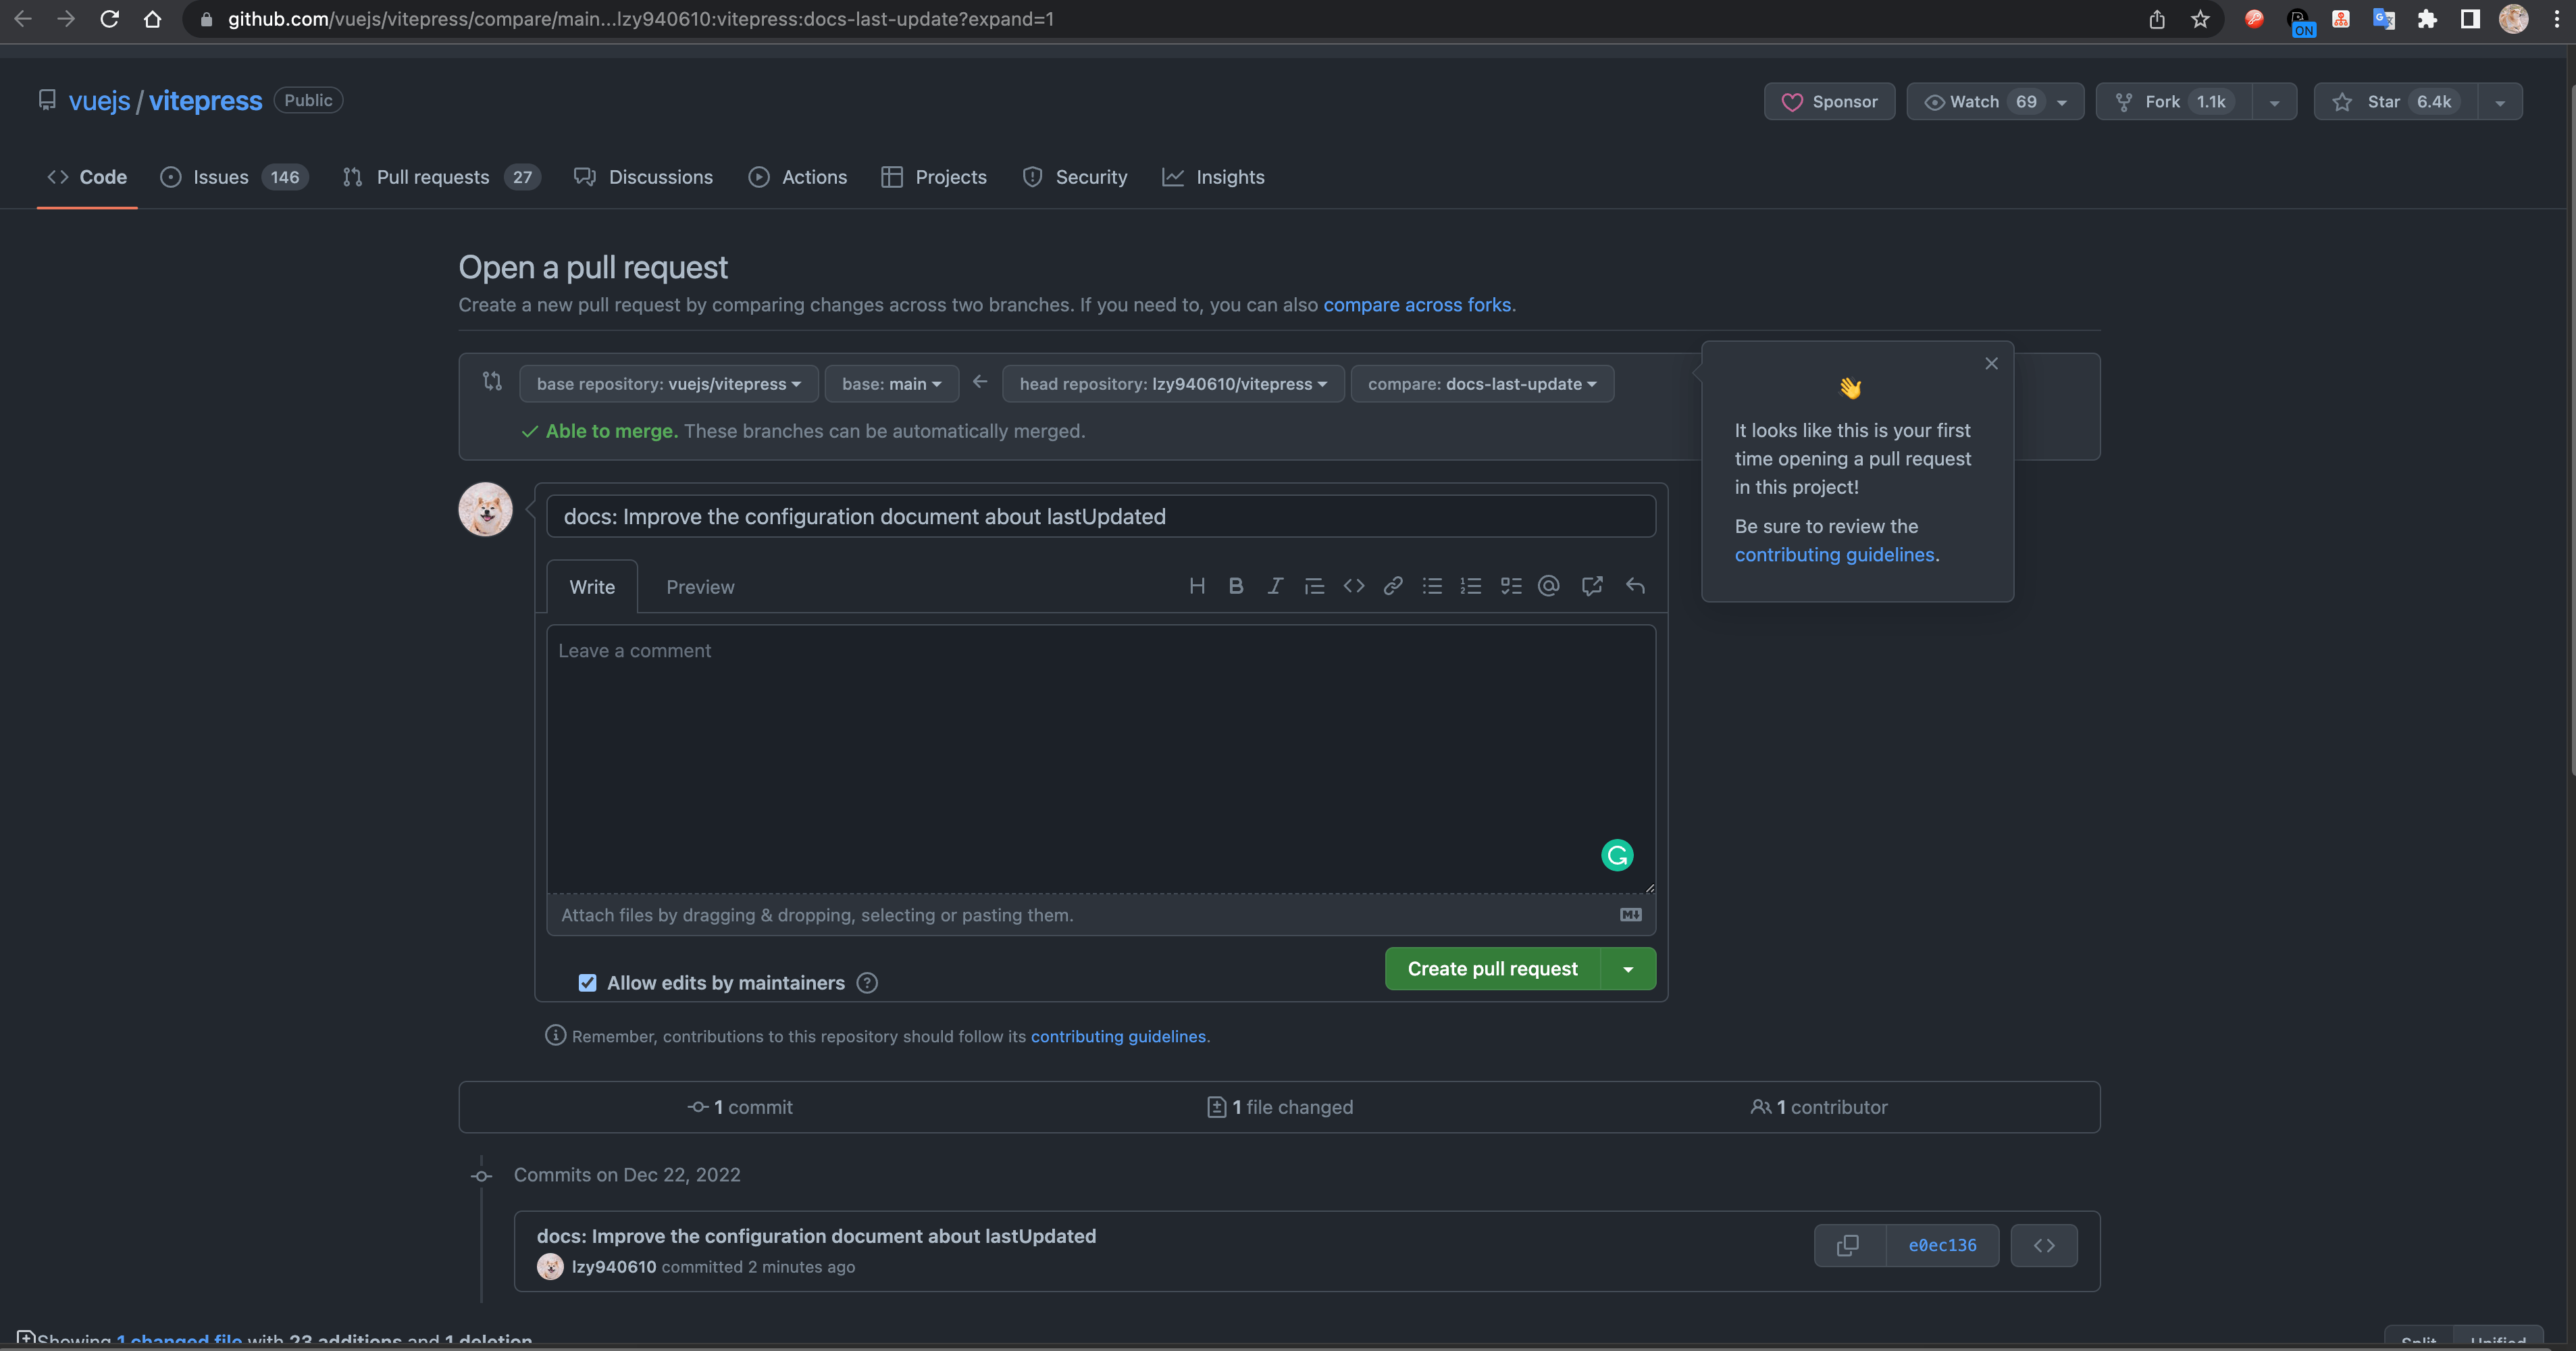 github.com/vuejs/vitepress/compare/main...lzy940610:vitepress:docs-last-update?expand=1
ON
vuejs / vitepress Public
Sponsor Watch 69 Fork 1.1k Star 6.4k
Code Issues 146 Pull requests 27 Discussions Actions Projects Security Insights
Open a pull request
Create a new pull request by comparing changes across two branches. If you need to, you can also compare across forks.
base repository: vuejs/vitepress base: main head repository: lzy940610/vitepress compare: docs-last-update
Able to merge. These branches can be automatically merged.
It looks like this is your first
time opening a pull request
in this project!
Be sure to review the
contributing guidelines.
docs: Improve the configuration document about lastUpdated
Write Preview
Leave a comment
Attach files by dragging & dropping, selecting or pasting them.
Allow edits by maintainers
Create pull request
Remember, contributions to this repository should follow its contributing guidelines.
1 commit 1 file changed 1 contributor
Commits on Dec 22, 2022
docs: Improve the configuration document about lastUpdated
lzy940610 committed 2 minutes ago
e0ec136
Showing 1 changed file with 23 additions and 1 deletion
Split Unified